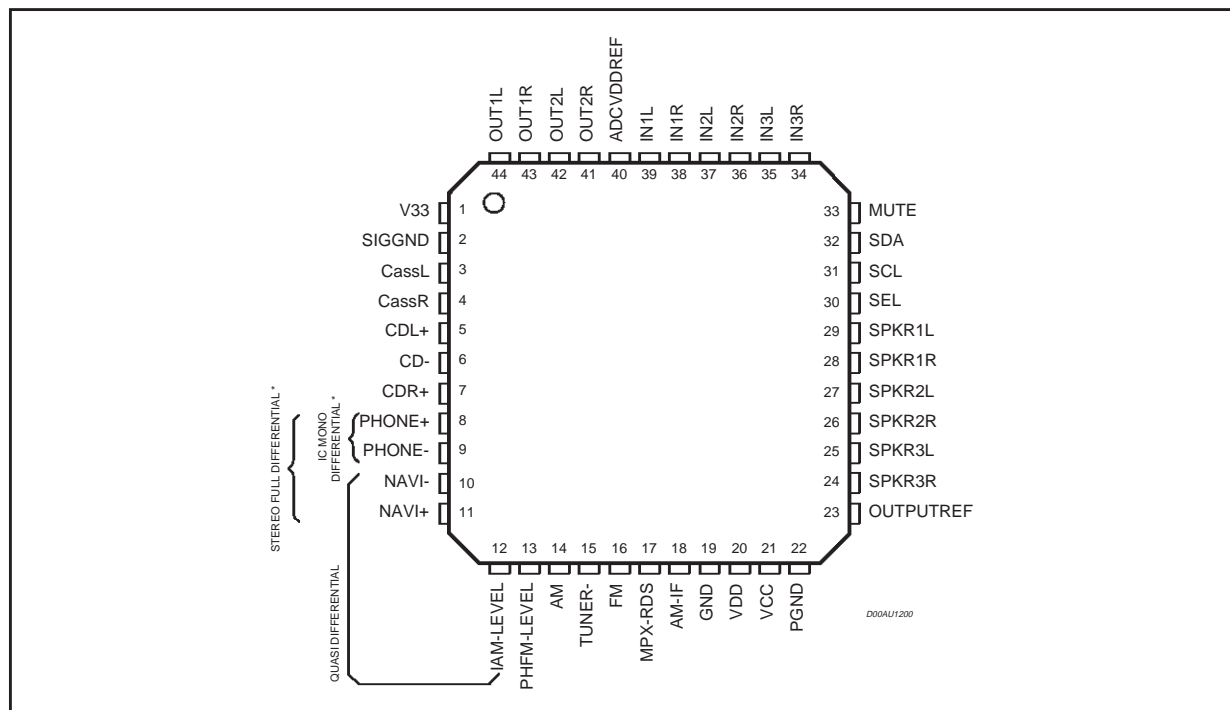 OUT1L
OUT1R
OUT2L
OUT2R
ADCVDDREF
IN1L
IN1R
IN2L
IN2R
IN3L
IN3R
44 43 42 41 40 39 38 37 36 35 34
V33 1
SIGGND 2
CassL 3
CassR 4
CDL+ 5
CD- 6
CDR+ 7
PHONE+ 8
PHONE- 9
NAVI- 10
NAVI+ 11
STEREO FULL DIFFERENTIAL *
IC MONO
DIFFERENTIAL *
QUASI DIFFERENTIAL
33 MUTE
32 SDA
31 SCL
30 SEL
29 SPKR1L
28 SPKR1R
27 SPKR2L
26 SPKR2R
25 SPKR3L
24 SPKR3R
23 OUTPUTREF
12 13 14 15 16 17 18 19 20 21 22
IAM-LEVEL
PHFM-LEVEL
AM
TUNER-
FM
MPX-RDS
AM-IF
GND
VDD
VCC
PGND
D00AU1200